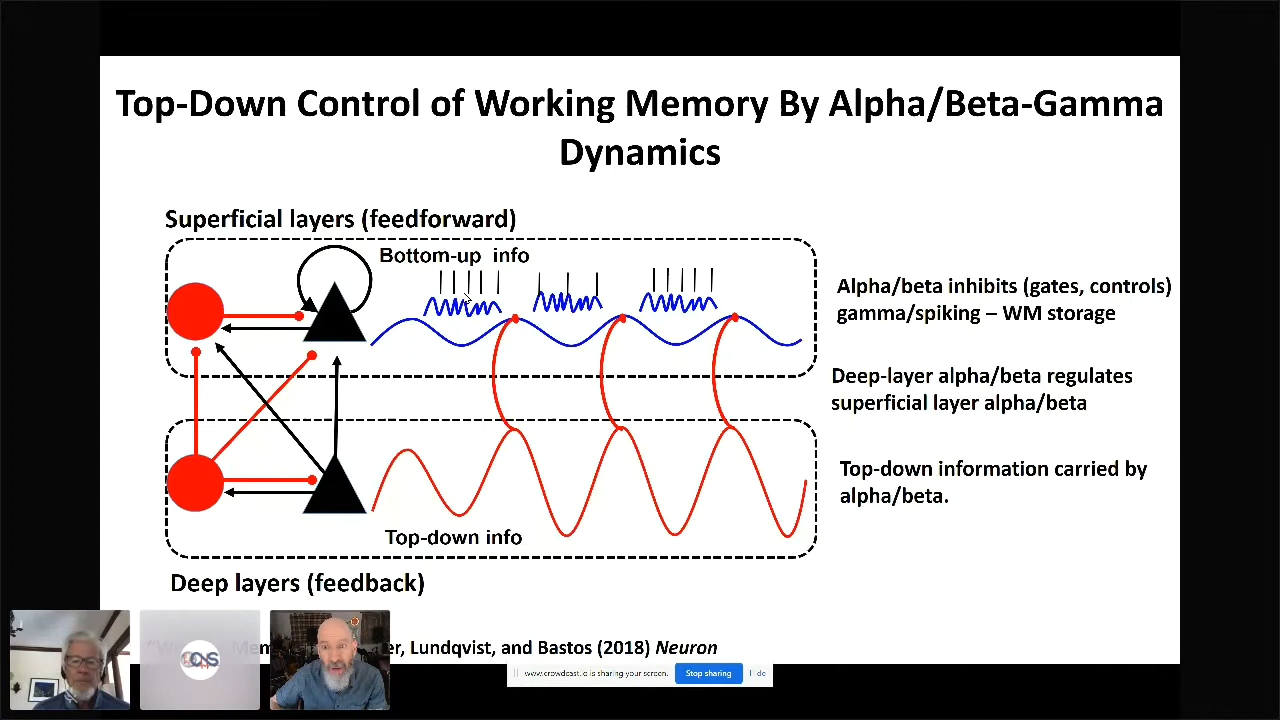 Top-Down Control of Working Memory By Alpha/Beta-Gamma
Dynamics
Superficial layers (feedforward)
Bottom-up info
Alpha/beta inhibits (gates, controls)
gamma/spiking – WM storage
Deep-layer alpha/beta regulates
superficial layer alpha/beta
Top-down information carried by
alpha/beta.
Top-down info
Deep layers (feedback)
Lundqvist, and Bastos (2018) Neuron
www.crowdcast.io is sharing your screen.
Stop sharing